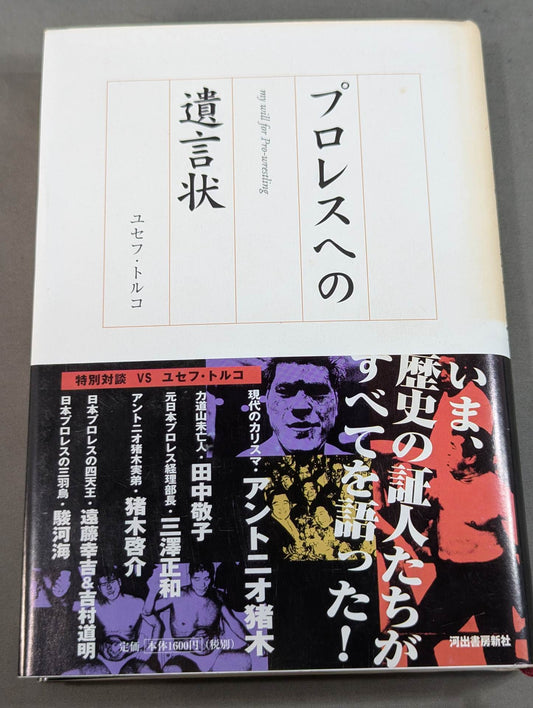 プロレスへの
my will for Pro-wrestling
遺言状
ユセフ・トルコ
いま、
歴史の証人たちが
すべてを語った!
特別対談 VS ユセフ・トルコ
現代のカリスマ・アントニオ猪木
力道山未亡人・田中敬子
元日本プロレス経理部長・三澤正和
アントニオ猪木実弟・猪木啓介
日本プロレスの四天王・遠藤幸吉&吉村道明
日本プロレスの三羽烏・駿河海
定価 本体1600円(税別)
河出書房新社